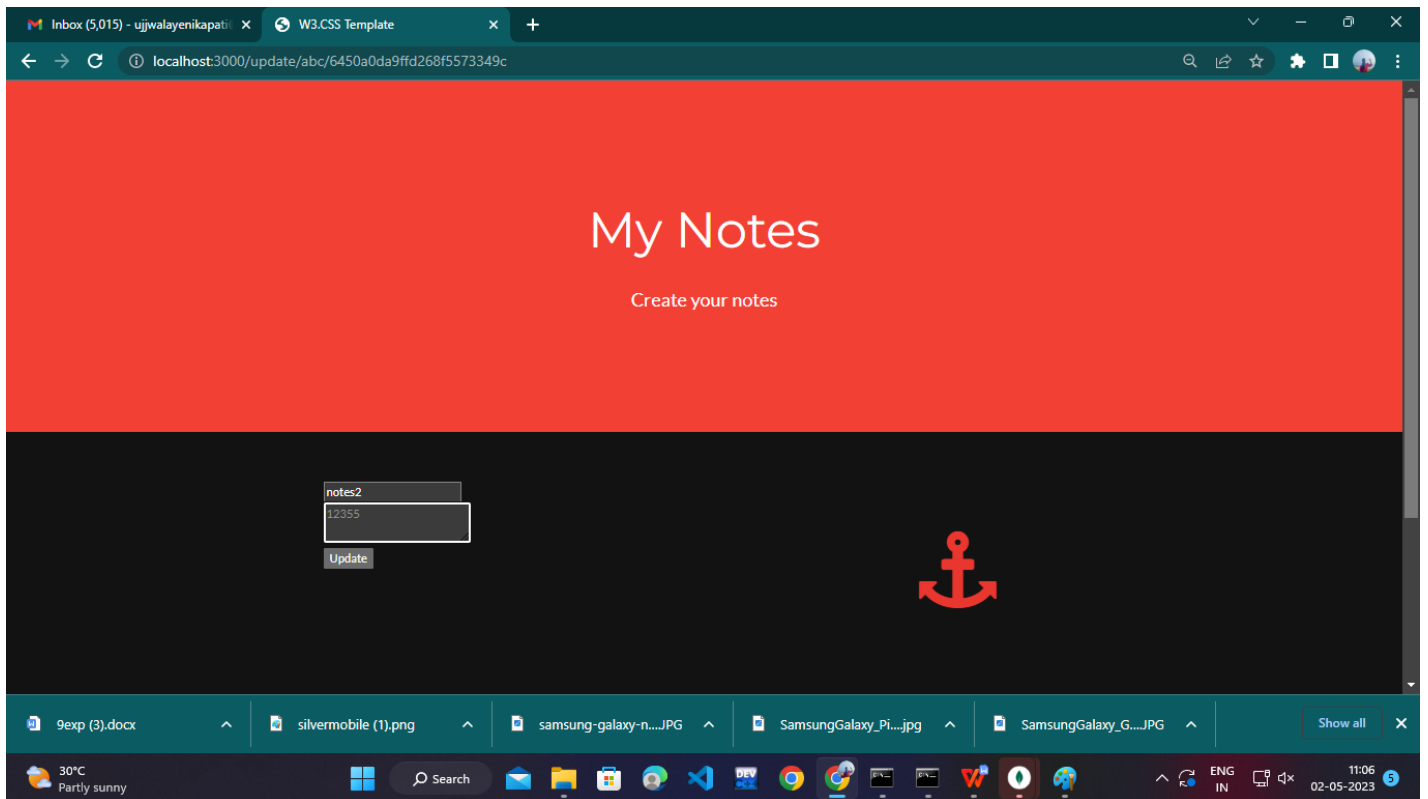 Inbox (5,015) - ujjwalayenikapati
W3.CSS Template
localhost:3000/update/abc/6450a0da9ffd268f5573349c
My Notes
Create your notes
notes2
12355
Update
9exp (3).docx
silvermobile (1).png
samsung-galaxy-n....JPG
SamsungGalaxy_Pi....jpg
SamsungGalaxy_G....JPG
Show all
30°C
Partly sunny
Search
DEV
ENG
IN
11:06
02-05-2023
5